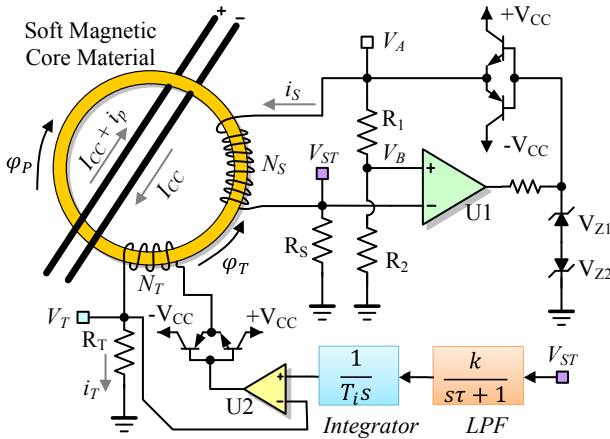 Soft Magnetic
Core Material
+
−
V_A
+V_CC
i_S
R_1
I_CC + i_p
I_CC
φ_P
N_S
V_ST
V_B
+
−
U1
-V_CC
V_Z1
V_Z2
R_S
R_2
φ_T
N_T
V_T
-V_CC
+V_CC
R_T
i_T
U2
+
−
1
T_i s
k
sτ + 1
V_ST
Integrator
LPF